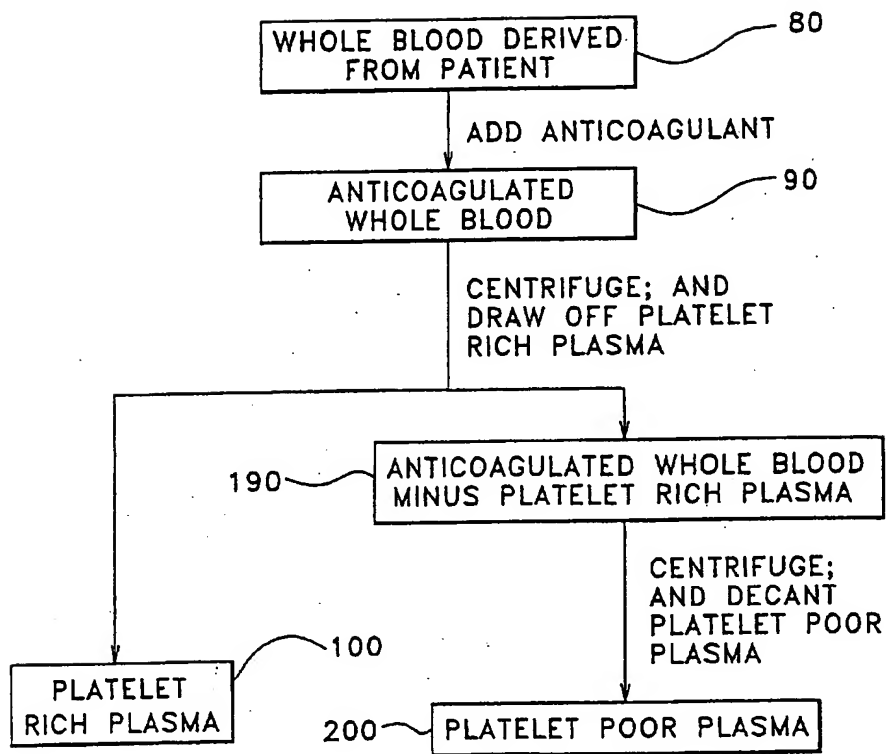 WHOLE BLOOD DERIVED
FROM PATIENT
80
ADD ANTICOAGULANT
ANTICOAGULATED
WHOLE BLOOD
90
CENTRIFUGE; AND
DRAW OFF PLATELET
RICH PLASMA
190
ANTICOAGULATED WHOLE BLOOD
MINUS PLATELET RICH PLASMA
CENTRIFUGE;
AND DECANT
PLATELET POOR
PLASMA
100
PLATELET
RICH PLASMA
200
PLATELET POOR PLASMA